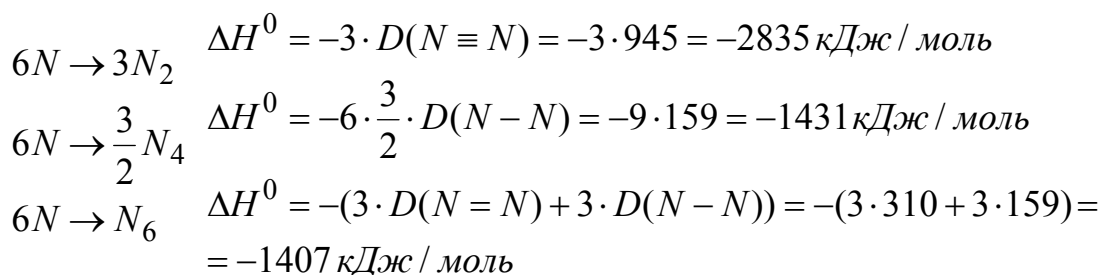 6N → 3N₂ ΔH⁰ = −3 · D(N ≡ N) = −3 · 945 = −2835 кДж / моль
6N → 3/2 N₄ ΔH⁰ = −6 · 3/2 · D(N − N) = −9 · 159 = −1431 кДж / моль
6N → N₆ ΔH⁰ = −(3 · D(N = N) + 3 · D(N − N)) = −(3 · 310 + 3 · 159) =
= −1407 кДж / моль